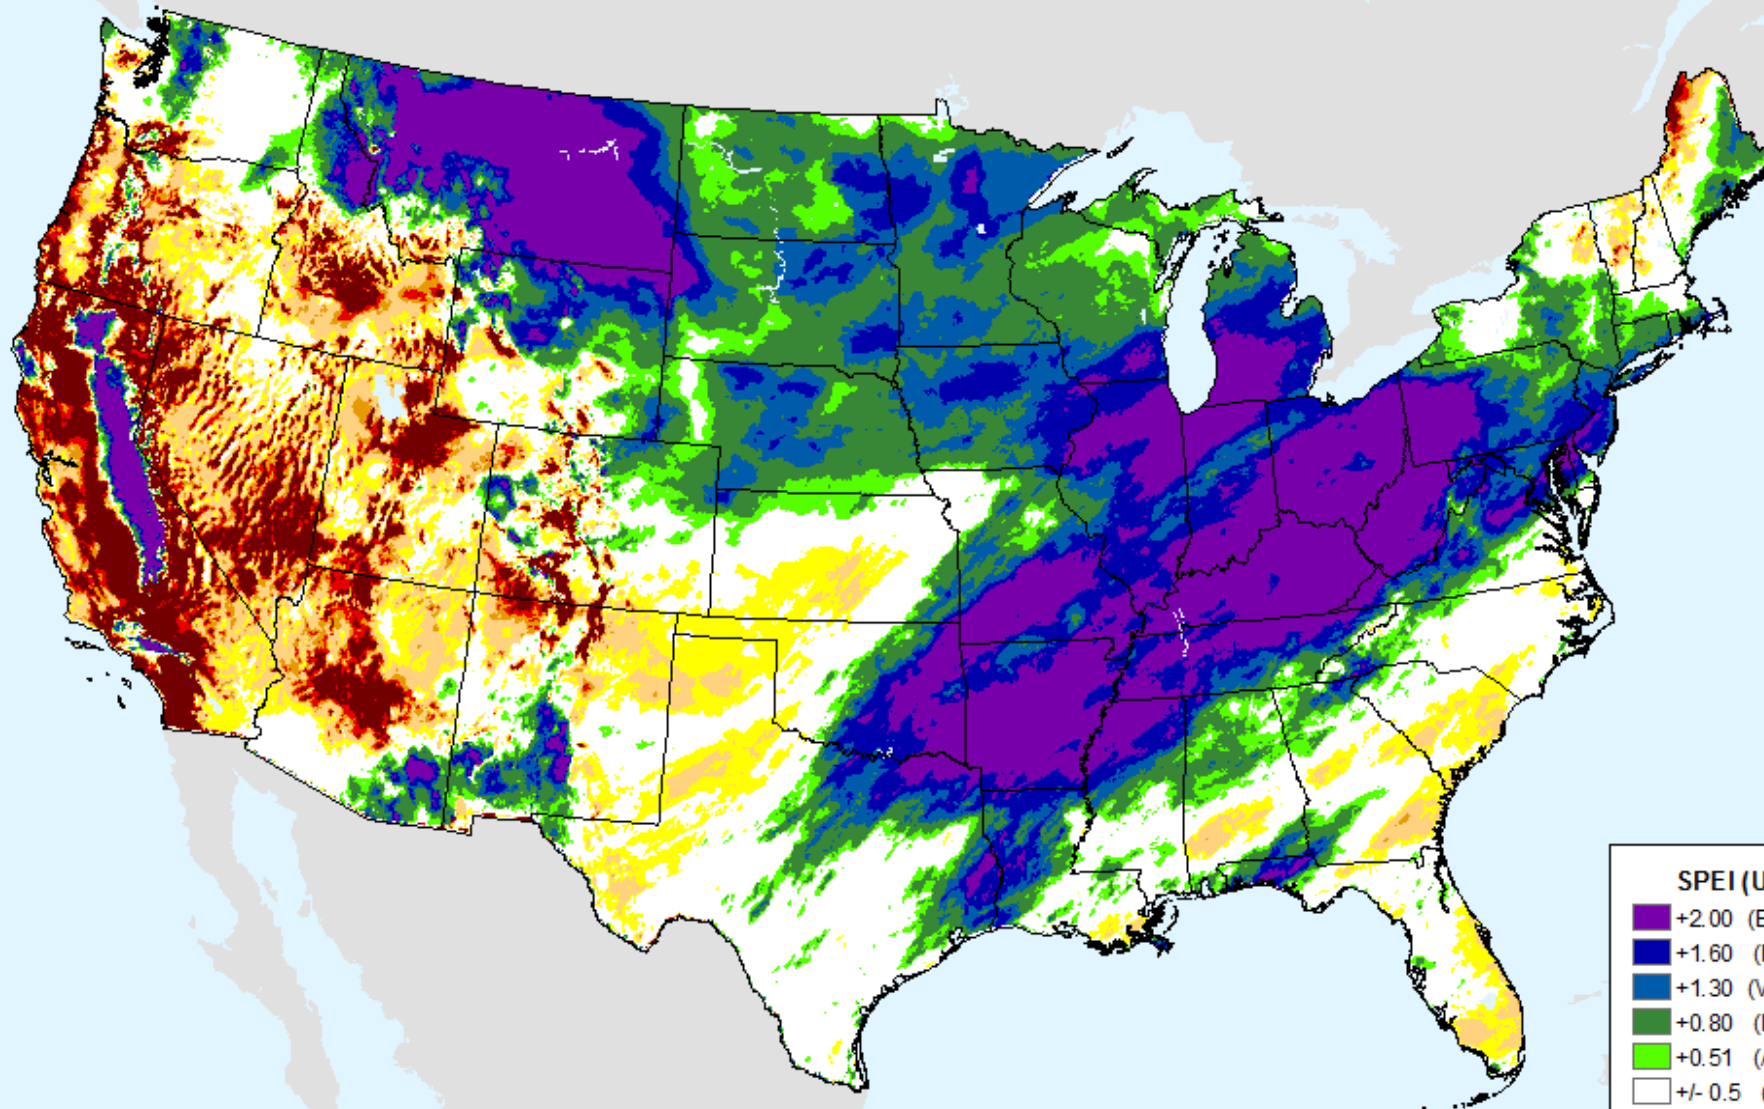 SPEI (U
+2.00 (E
+1.60 (
+1.30 (V
+0.80 (
+0.51 (
+/- 0.5 (